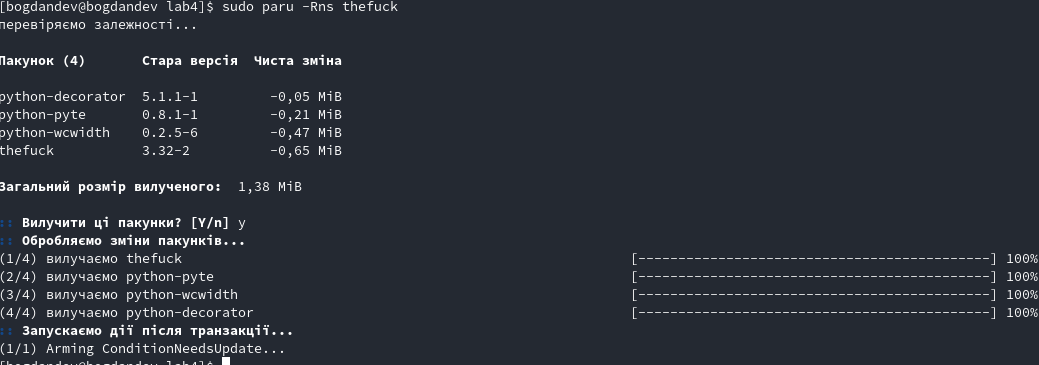 [bogdandev@bogdandev lab4]$ sudo paru -Rns thefuck
перевіряємо залежності...
Пакунок (4) Стара версія Чиста зміна
python-decorator 5.1.1-1 -0,05 MiB
python-pyte 0.8.1-1 -0,21 MiB
python-wcwidth 0.2.5-6 -0,47 MiB
thefuck 3.32-2 -0,65 MiB
Загальний розмір вилученого: 1,38 MiB
:: Вилучити ці пакунки? [Y/n] y
:: Обробляємо зміни пакунків...
(1/4) вилучаємо thefuck [--------------------------------------------] 100%
(2/4) вилучаємо python-pyte [--------------------------------------------] 100%
(3/4) вилучаємо python-wcwidth [--------------------------------------------] 100%
(4/4) вилучаємо python-decorator [--------------------------------------------] 100%
:: Запускаємо дії після транзакції...
(1/1) Arming ConditionNeedsUpdate...
[bogdandev@bogdandev lab4]$